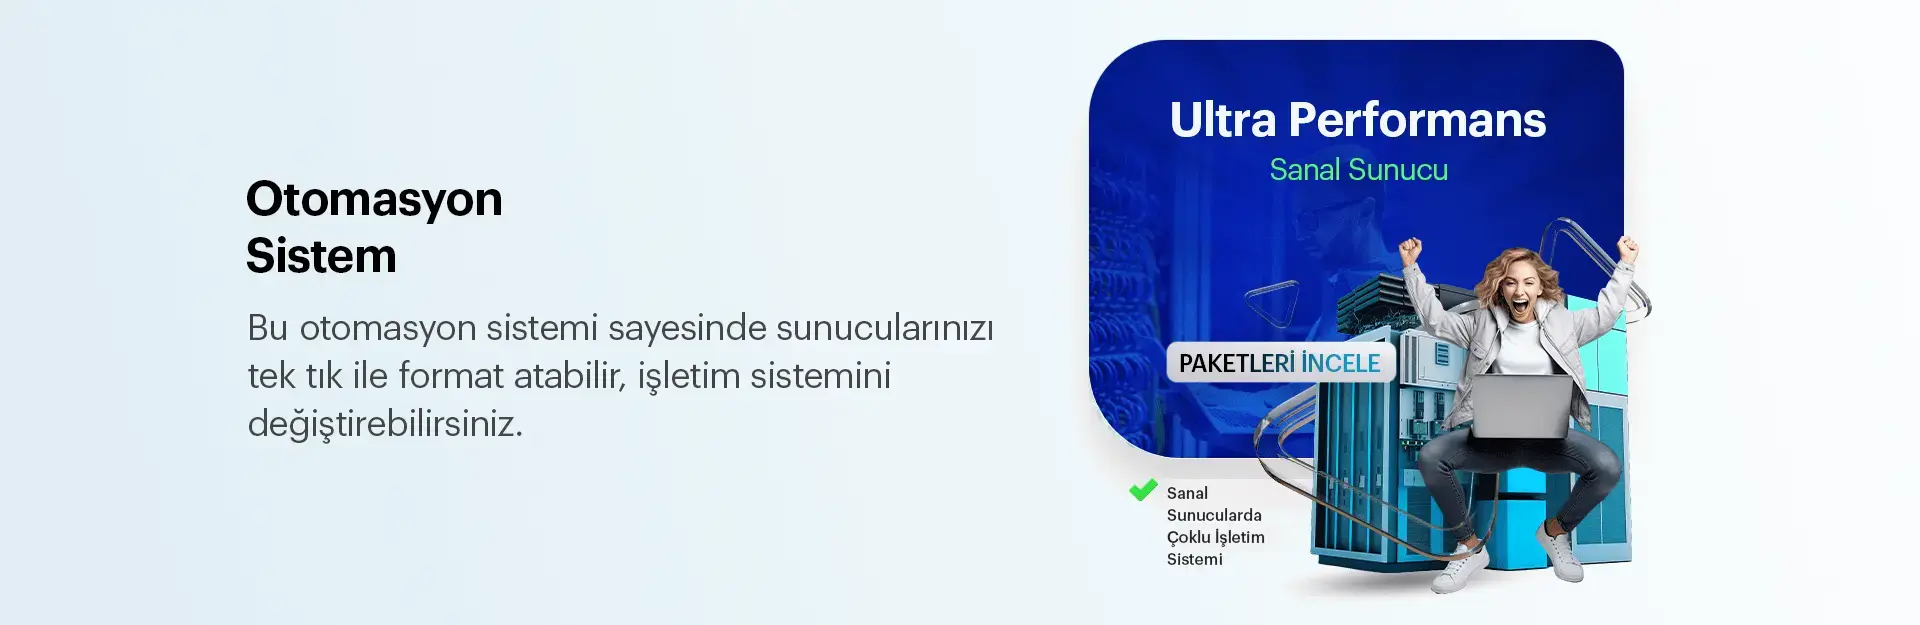 Otomasyon
Sistem
Bu otomasyon sistemi sayesinde sunucularınızı
tek tık ile format atabilir, işletim sistemini
değiştirebilirsiniz.
Ultra Performans
Sanal Sunucu
PAKETLERİ İNCELE
Sanal
Sunucularda
Çoklu İşletim
Sistemi